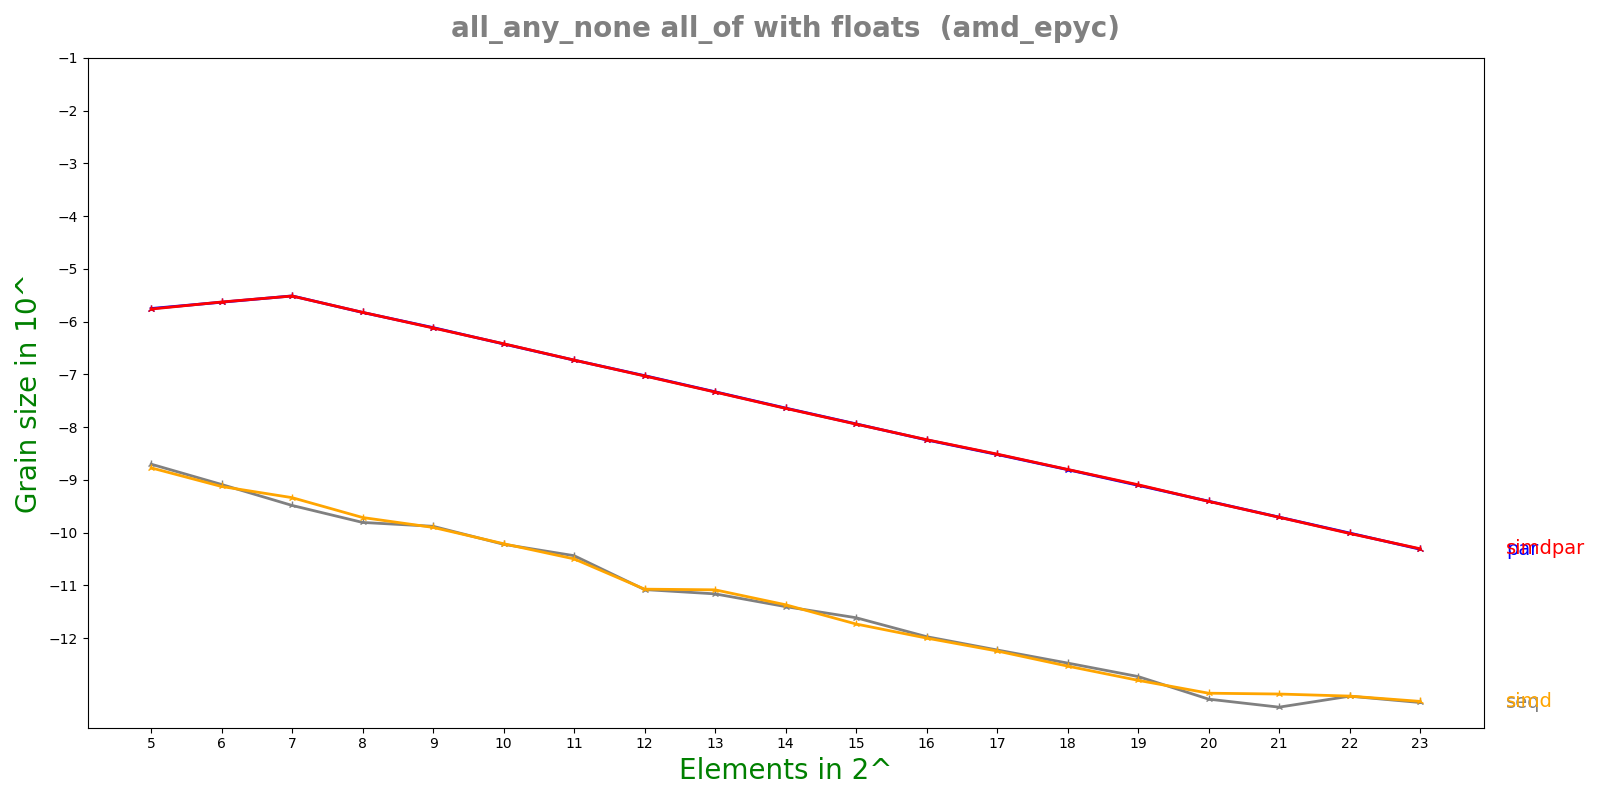 all_any_none all_of with floats (amd_epyc)
Grain size in 10^
−1
−2
−3
−4
−5
−6
−7
−8
−9
−10
−11
−12
simdpar
par
simd
seq
5 6 7 8 9 10 11 12 13 14 15 16 17 18 19 20 21 22 23
Elements in 2^